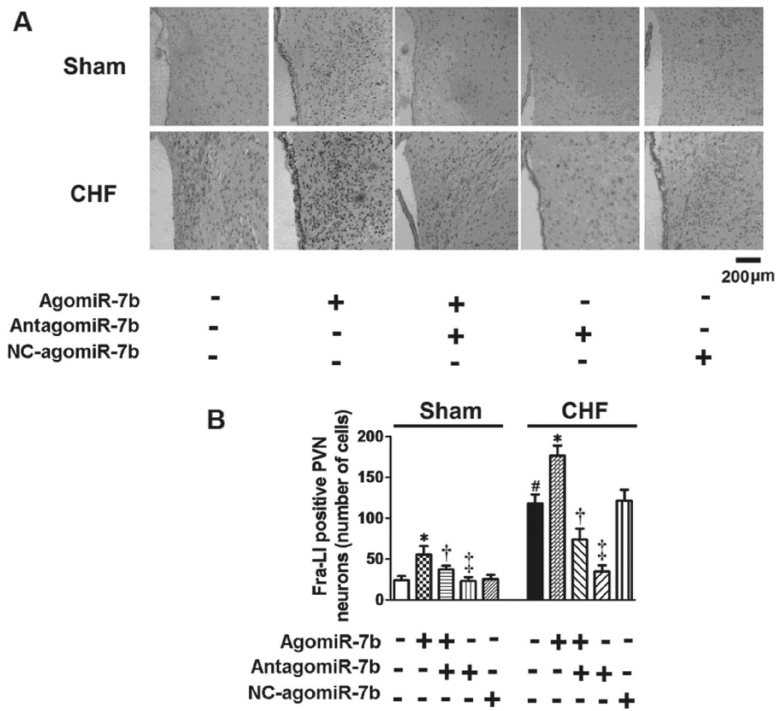 A
Sham
CHF
200µm
AgomiR-7b - + + - -
Antagomir-7b - - + + -
NC-agomiR-7b - - - - +
B
Sham CHF
Fra-LI positive PVN
neurons (number of cells)
200
150
100
50
0
* † ‡ # * † ‡
AgomiR-7b - + + - - - + + - -
AntagomiR-7b - - + + - - - + + -
NC-agomiR-7b - - - - + - - - - +